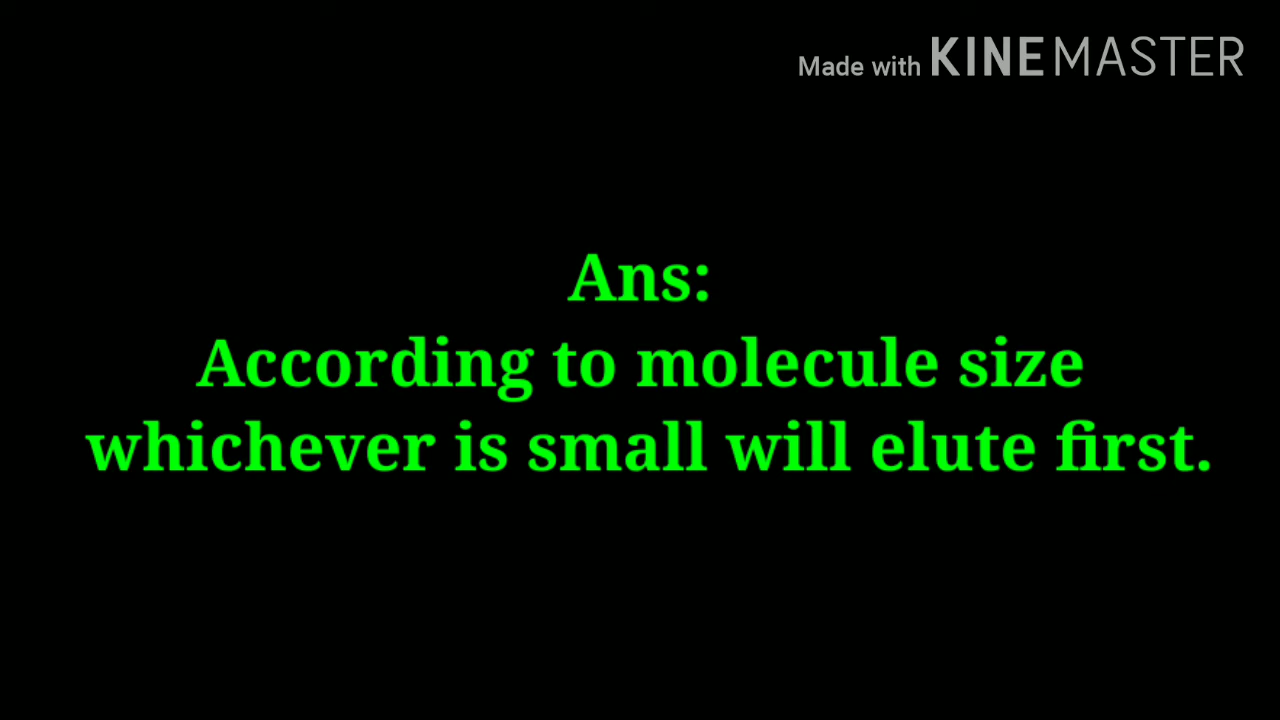 Made with KINEMASTER
Ans:
According to molecule size
whichever is small will elute first.